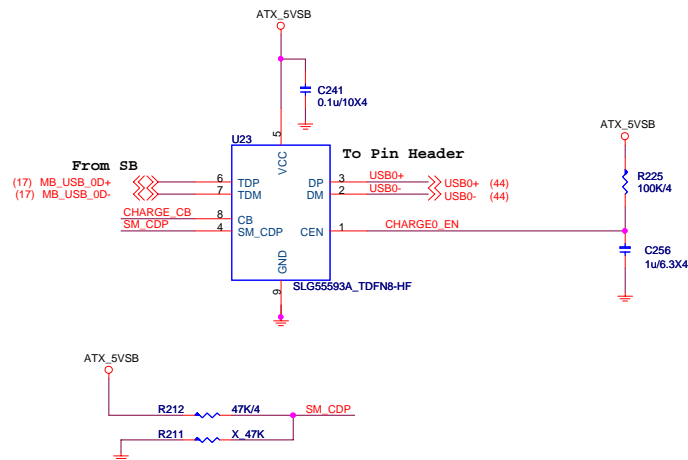 ATX_5VSB
C241
0.1u/10X4
ATX_5VSB
U23
5
VCC
From SB
To Pin Header
(17) MB_USB_0D+
6
TDP
DP
3
USB0+
USB0+ (44)
(17) MB_USB_0D-
7
TDM
DM
2
USB0-
USB0- (44)
R225
100K/4
CHARGE_CB
8
CB
SM_CDP
4
SM_CDP
CEN
1
CHARGE0_EN
GND
9
SLG55593A_TDFN8-HF
C256
1u/6.3X4
ATX_5VSB
R212
47K/4
SM_CDP
R211
X_47K